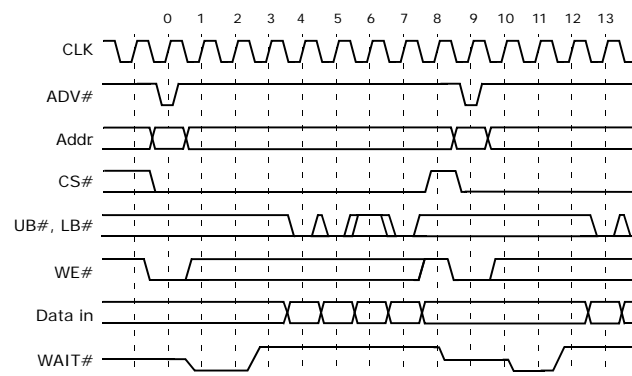 0 1 2 3 4 5 6 7 8 9 10 11 12 13
CLK
ADV#
Addr
CS#
UB#, LB#
WE#
Data in
WAIT#